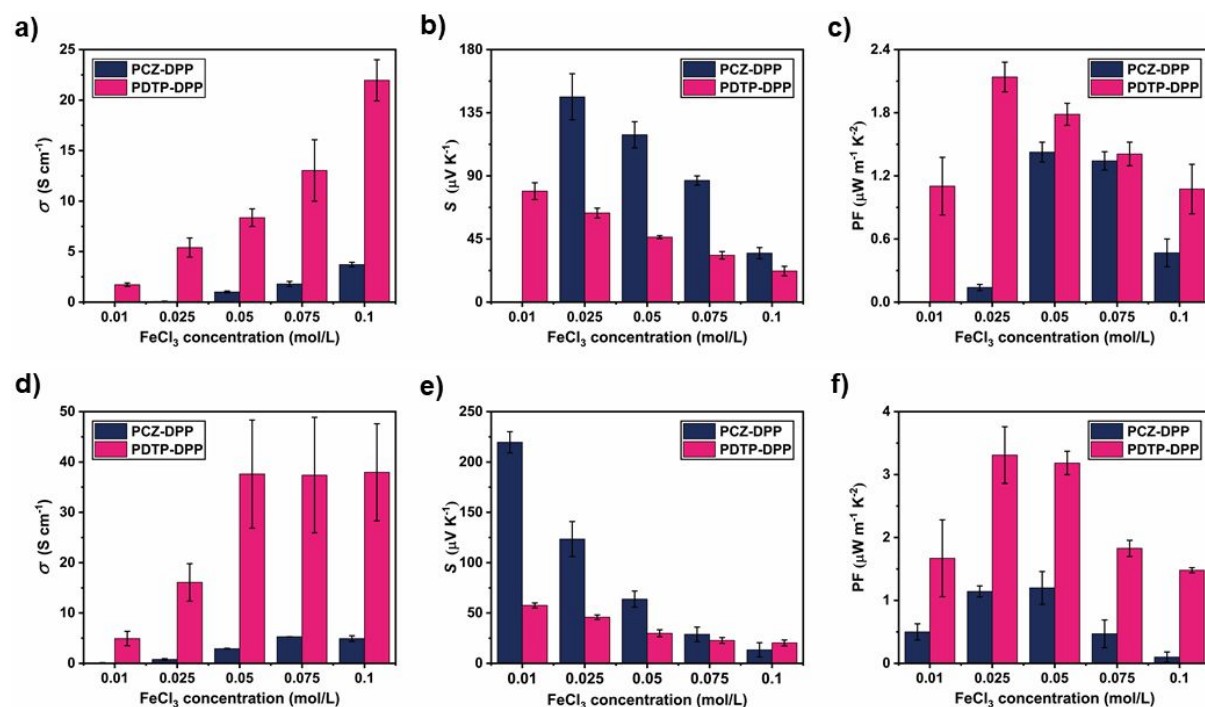 a)
25
20
15
10
5
0
σ (S cm⁻¹)
PCZ-DPP
PDTP-DPP
0.01 0.025 0.05 0.075 0.1
FeCl₃ concentration (mol/L)
b)
180
135
90
45
0
S (μV K⁻¹)
PCZ-DPP
PDTP-DPP
0.01 0.025 0.05 0.075 0.1
FeCl₃ concentration (mol/L)
c)
2.4
1.8
1.2
0.6
0.0
PF (μW m⁻¹ K⁻²)
PCZ-DPP
PDTP-DPP
0.01 0.025 0.05 0.075 0.1
FeCl₃ concentration (mol/L)
d)
50
40
30
20
10
0
σ (S cm⁻¹)
PCZ-DPP
PDTP-DPP
0.01 0.025 0.05 0.075 0.1
FeCl₃ concentration (mol/L)
e)
250
200
150
100
50
0
S (μV K⁻¹)
PCZ-DPP
PDTP-DPP
0.01 0.025 0.05 0.075 0.1
FeCl₃ concentration (mol/L)
f)
4
3
2
1
0
PF (μW m⁻¹ K⁻²)
PCZ-DPP
PDTP-DPP
0.01 0.025 0.05 0.075 0.1
FeCl₃ concentration (mol/L)